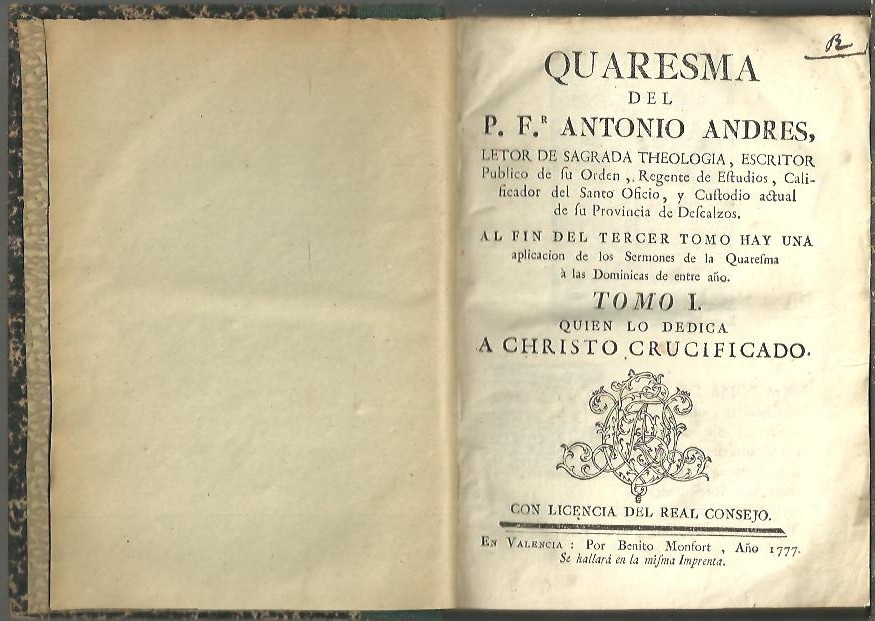 QUARESMA
DEL
P. F.ᴿ ANTONIO ANDRES,
LETOR DE SAGRADA THEOLOGIA, ESCRITOR
Publico de ſu Orden, Regente de Eſtudios, Cali-
ficador del Santo Oficio, y Cuſtodio actual
de ſu Provincia de Deſcalzos.
AL FIN DEL TERCER TOMO HAY UNA
aplicacion de los Sermones de la Quareſma
à las Dominicas de entre año.
TOMO I.
QUIEN LO DEDICA
A CHRISTO CRUCIFICADO.
CON LICENCIA DEL REAL CONSEJO.
EN VALENCIA : Por Benito Monfort, Año 1777.
Se hallará en la miſma Imprenta.